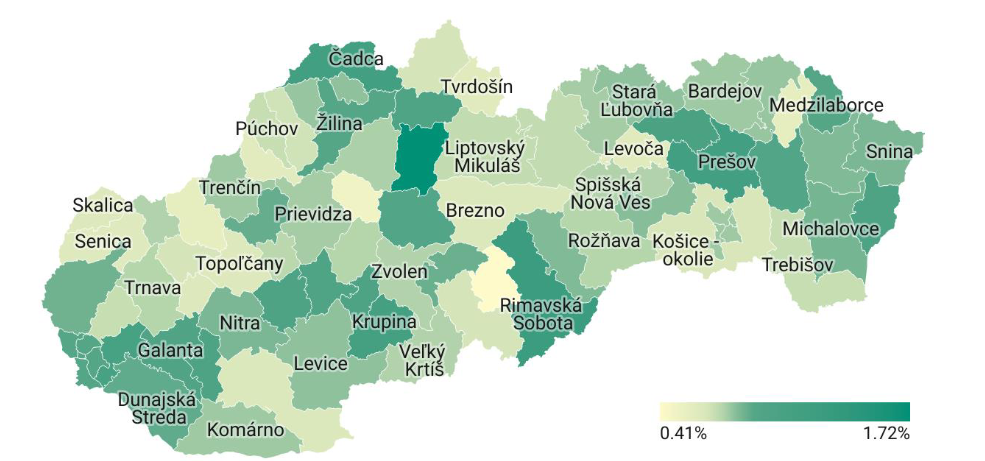 Čadca
Tvrdošín
Stará
Ľubovňa
Bardejov
Medzilaborce
Púchov
Žilina
Liptovský
Mikuláš
Levoča
Prešov
Snina
Trenčín
Spišská
Nová Ves
Skalica
Prievidza
Brezno
Senica
Rožňava
Košice -
okolie
Michalovce
Topoľčany
Zvolen
Trebišov
Trnava
Rimavská
Sobota
Nitra
Krupina
Galanta
Levice
Veľký
Krtíš
Dunajská
Streda
Komárno
0.41%
1.72%